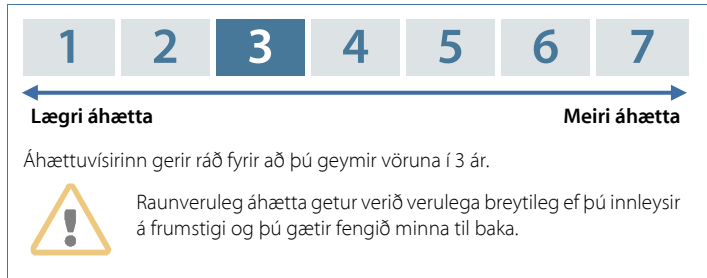 1 2 3 4 5 6 7
Lægri áhætta Meiri áhætta
Áhættuvísirinn gerir ráð fyrir að þú geymir vöruna í 3 ár.
Raunveruleg áhætta getur verið verulega breytileg ef þú innleysir
á frumstigi og þú gætir fengið minna til baka.